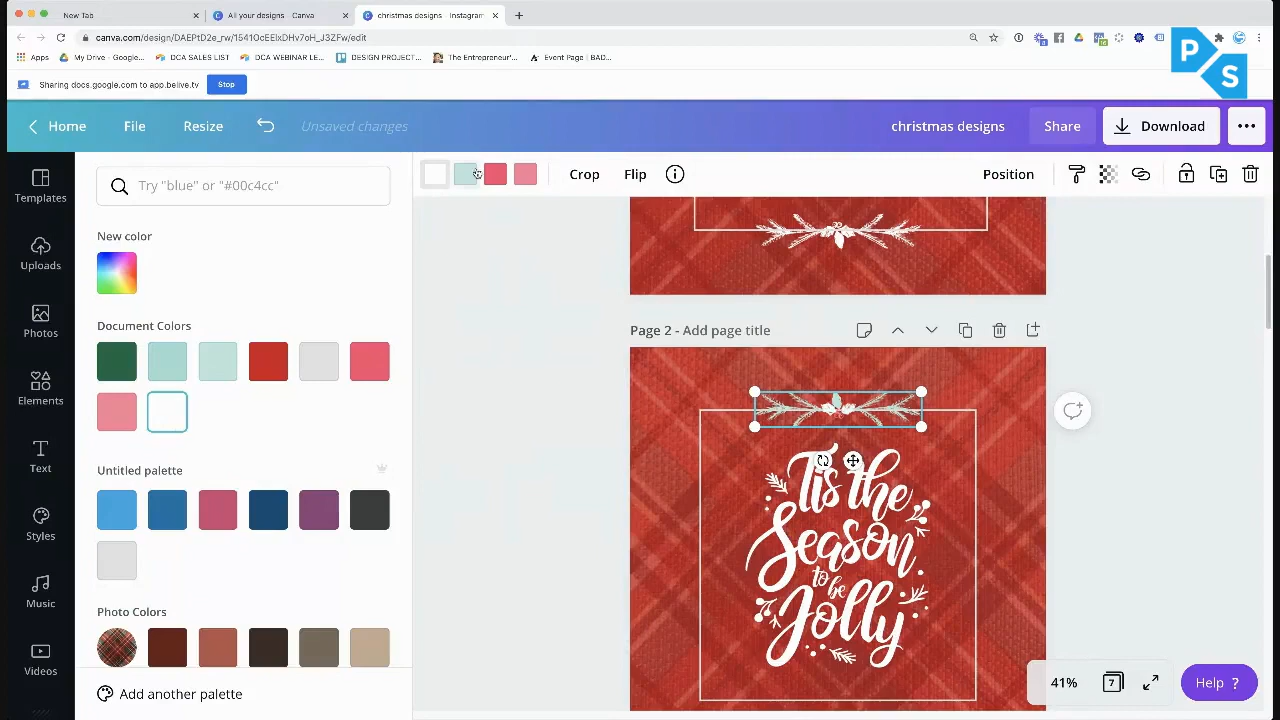 New Tab
All your designs - Canva
christmas designs - Instagram
canva.com/design/DAEPtD2e_rw/1541OcEEIxDHv7oH_J3ZFw/edit
Apps
My Drive - Google...
DCA SALES LIST
DCA WEBINAR LE...
DESIGN PROJECT...
The Entrepreneur'...
Event Page | BAD...
P S
Sharing docs.google.com to app.belive.tv
Stop
Home
File
Resize
Unsaved changes
christmas designs
Share
Download
Templates
Uploads
Photos
Elements
Text
Styles
Music
Videos
Try "blue" or "#00c4cc"
New color
Document Colors
Untitled palette
Photo Colors
Add another palette
Crop
Flip
Position
Page 2 - Add page title
Tis the
Season
to be
Jolly
41%
7
Help ?